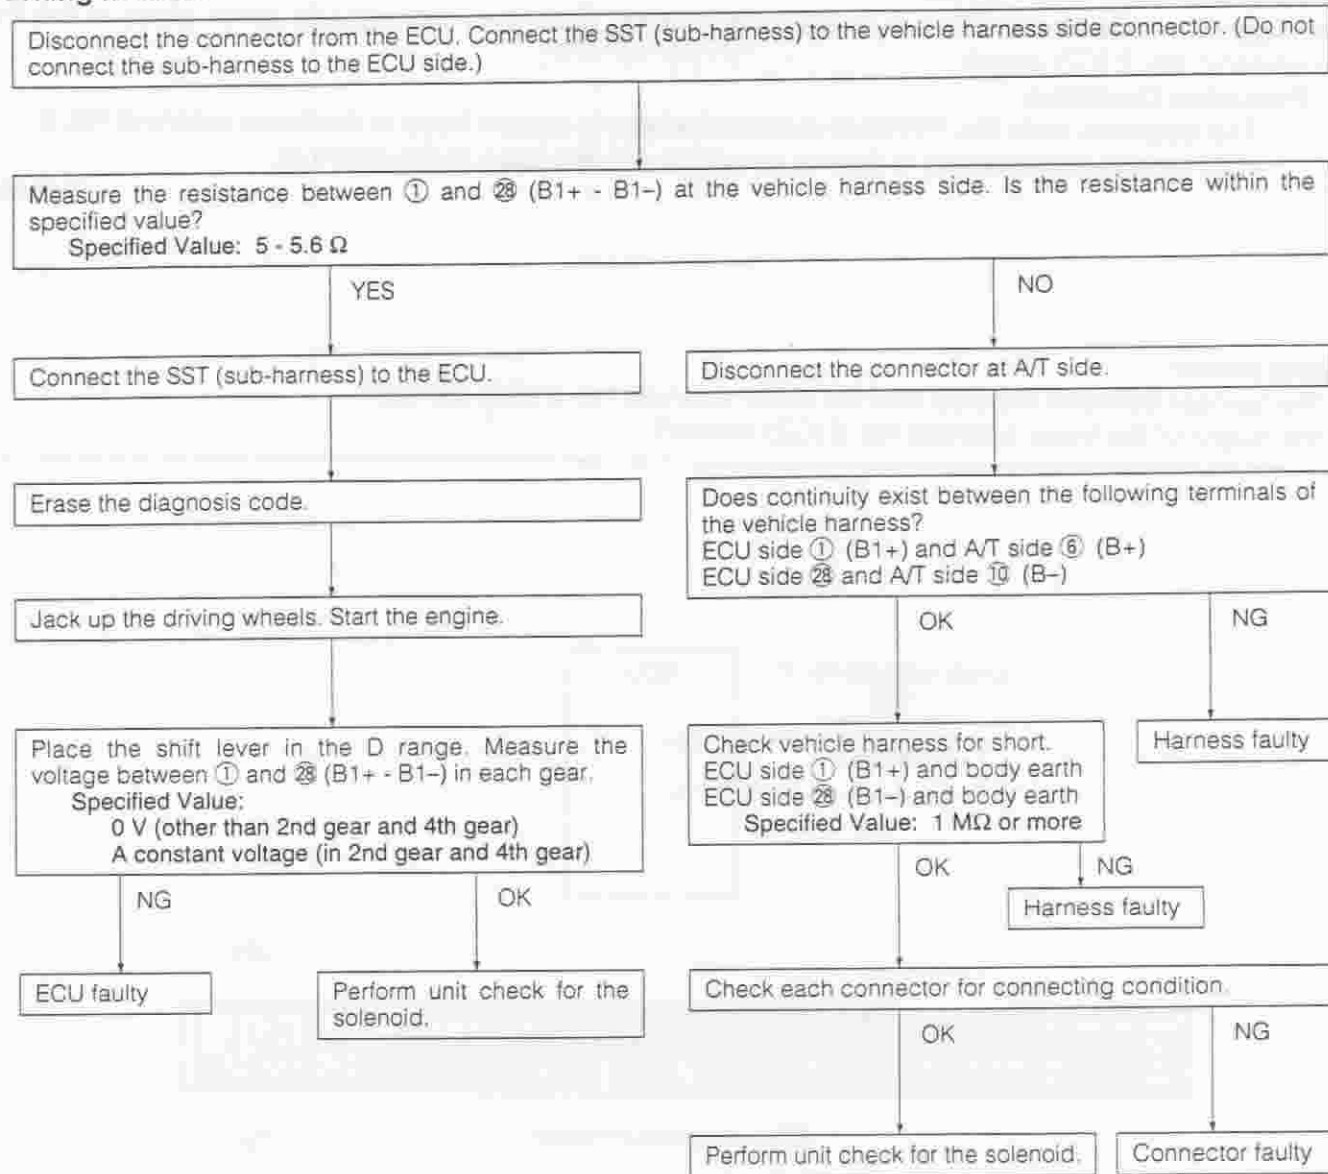 Disconnect the connector from the ECU. Connect the SST (sub-harness) to the vehicle harness side connector. (Do not
connect the sub-harness to the ECU side.)
Measure the resistance between ① and ㉘ (B1+ - B1–) at the vehicle harness side. Is the resistance within the
specified value?
Specified Value: 5 - 5.6 Ω
YES
NO
Connect the SST (sub-harness) to the ECU.
Disconnect the connector at A/T side.
Erase the diagnosis code.
Does continuity exist between the following terminals of
the vehicle harness?
ECU side ① (B1+) and A/T side ⑥ (B+)
ECU side ㉘ and A/T side ⑩ (B–)
Jack up the driving wheels. Start the engine.
OK
NG
Place the shift lever in the D range. Measure the
voltage between ① and ㉘ (B1+ - B1–) in each gear.
Specified Value:
0 V (other than 2nd gear and 4th gear)
A constant voltage (in 2nd gear and 4th gear)
Check vehicle harness for short.
ECU side ① (B1+) and body earth
ECU side ㉘ (B1–) and body earth
Specified Value: 1 MΩ or more
Harness faulty
NG
OK
OK
NG
Harness faulty
ECU faulty
Perform unit check for the
solenoid.
Check each connector for connecting condition.
OK
NG
Perform unit check for the solenoid.
Connector faulty